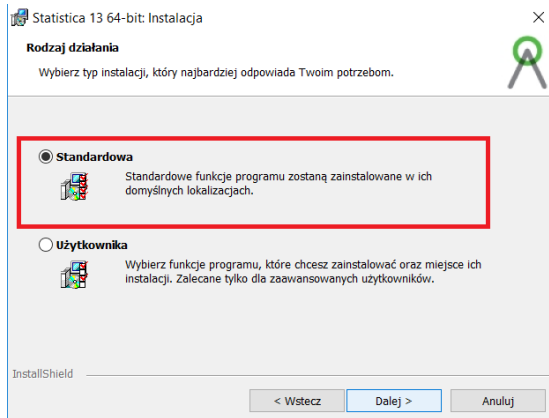 Statistica 13 64-bit: Instalacja
Rodzaj działania
Wybierz typ instalacji, który najbardziej odpowiada Twoim potrzebom.
Standardowa
Standardowe funkcje programu zostaną zainstalowane w ich
domyślnych lokalizacjach.
Użytkownika
Wybierz funkcje programu, które chcesz zainstalować oraz miejsce ich
instalacji. Zalecane tylko dla zaawansowanych użytkowników.
InstallShield
< Wstecz
Dalej >
Anuluj